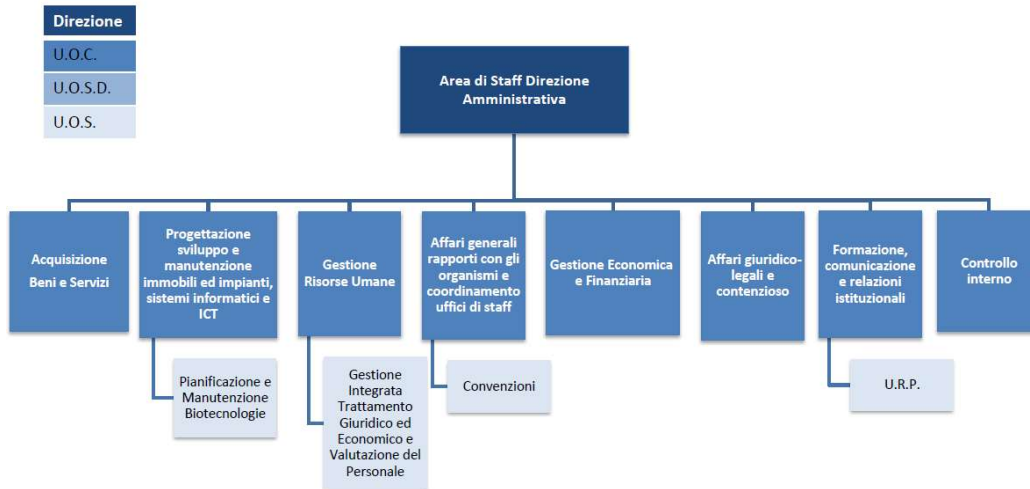 Direzione
U.O.C.
U.O.S.D.
U.O.S.
Area di Staff Direzione
Amministrativa
Acquisizione
Beni e Servizi
Progettazione
sviluppo e
manutenzione
immobili ed impianti,
sistemi informatici e
ICT
Gestione
Risorse Umane
Affari generali
rapporti con gli
organismi e
coordinamento
uffici di staff
Gestione Economica
e Finanziaria
Affari giuridico-
legali e
contenzioso
Formazione,
comunicazione
e relazioni
istituzionali
Controllo
interno
Pianificazione e
Manutenzione
Biotecnologie
Gestione
Integrata
Trattamento
Giuridico ed
Economico e
Valutazione del
Personale
Convenzioni
U.R.P.